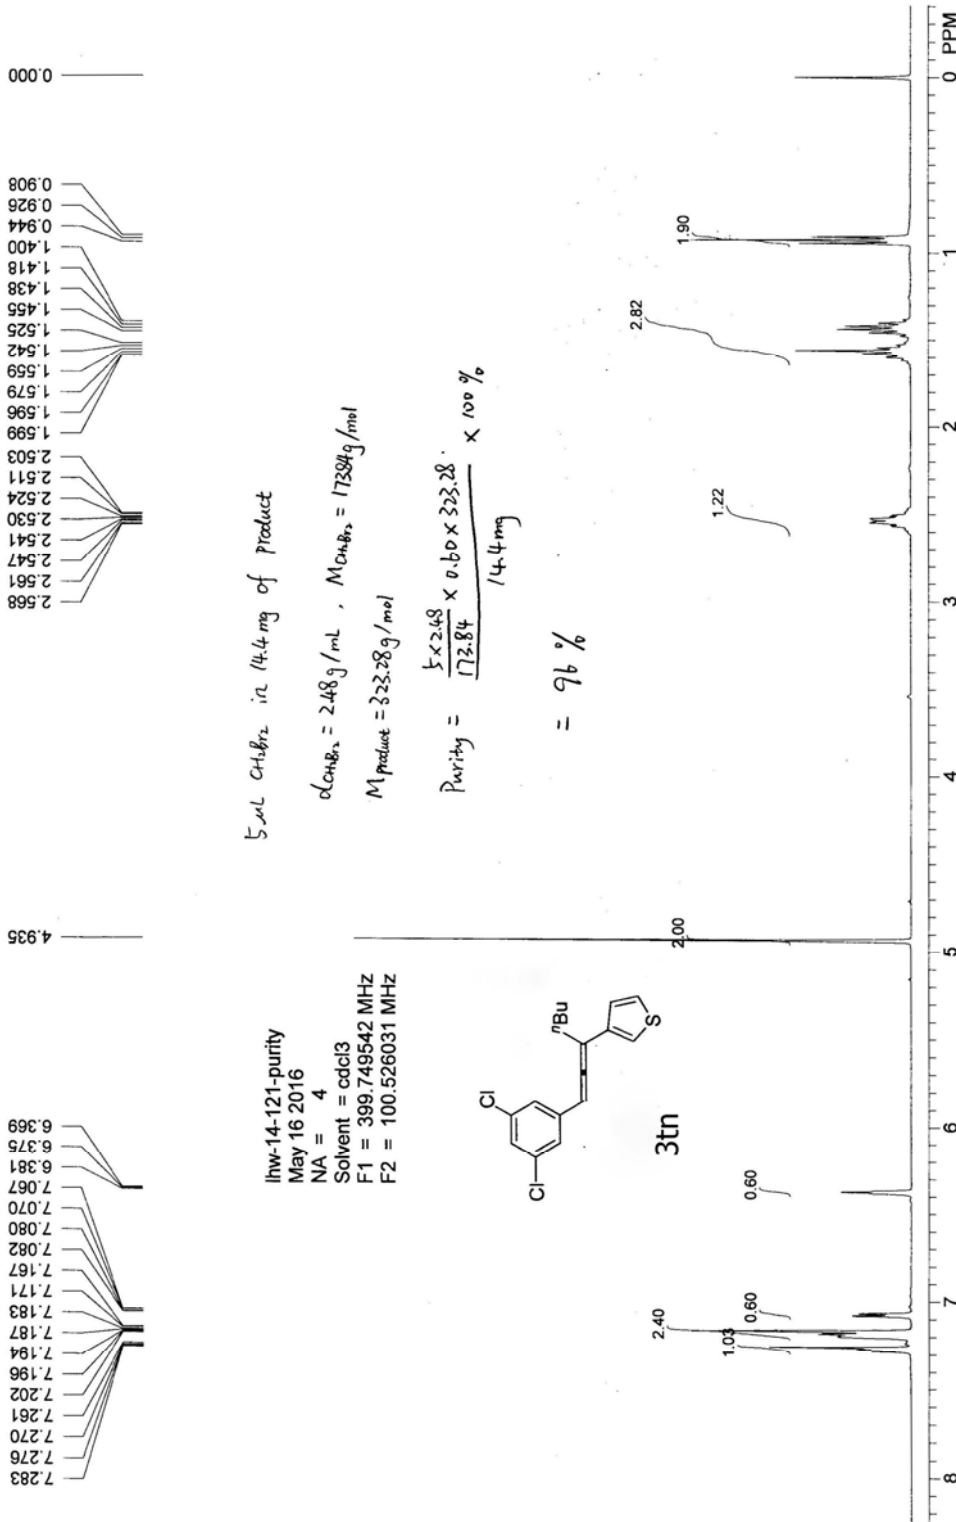 7.283
7.276
7.270
7.261
7.202
7.196
7.194
7.187
7.183
7.171
7.167
7.082
7.080
7.070
7.067
6.381
6.375
6.369
4.935
2.568
2.561
2.547
2.541
2.530
2.524
2.511
2.503
1.599
1.596
1.579
1.559
1.542
1.525
1.455
1.438
1.418
1.400
0.944
0.926
0.908
0.000
lhw-14-121-purity
May 16 2016
NA = 4
Solvent = cdcl3
F1 = 399.749542 MHz
F2 = 100.526031 MHz
Cl
Cl
nBu
S
3tn
5 uL CH2Br2 in 14.4 mg of product
dCH2Br2 = 2.48 g/mL , MCH2Br2 = 173.84 g/mol
Mproduct = 323.28 g/mol
Purity = 5×2.48 / 173.84 × 0.60 × 323.28 / 14.4 mg × 100 %
= 96 %
1.03
2.40
0.60
0.60
2.00
1.22
2.82
1.90
8 7 6 5 4 3 2 1 0 PPM